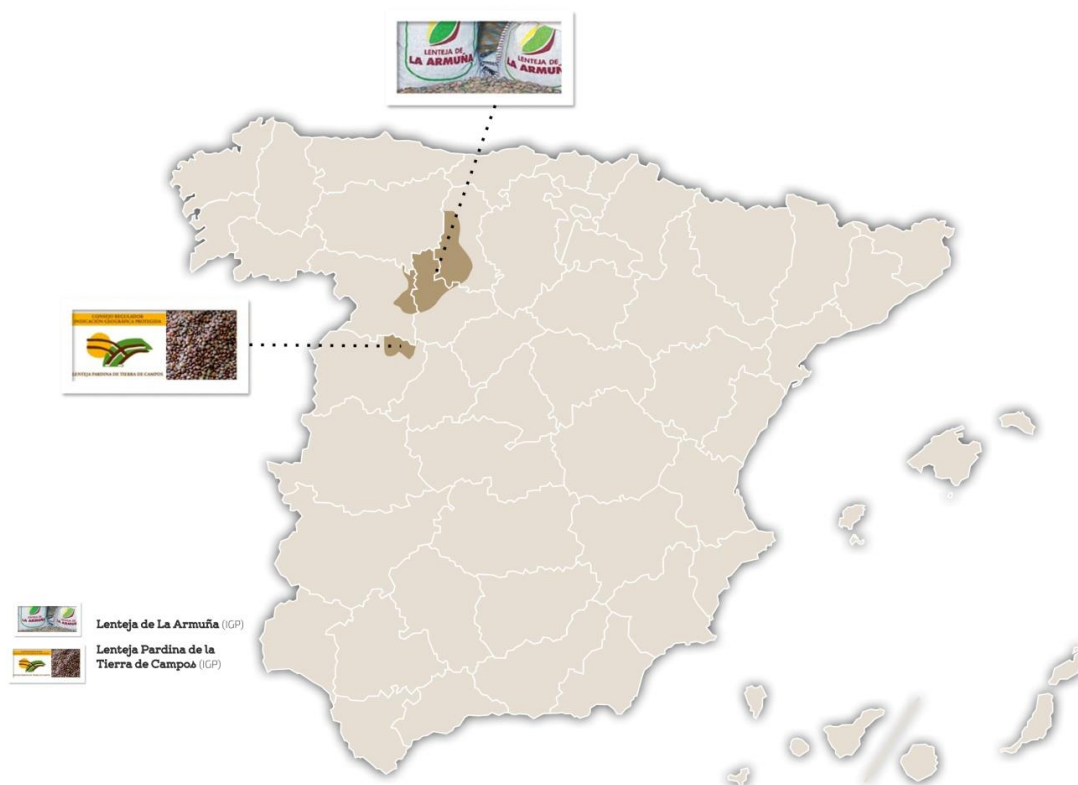 LENTEJA DE
LA ARMUÑA
LENTEJA DE
LA ARMUÑ
CONSEJO REGULADOR
INDICACIÓN GEOGRÁFICA PROTEGIDA
LENTEJA PARDINA DE TIERRA DE CAMPOS
Lenteja de La Armuña (IGP)
Lenteja Pardina de la
Tierra de Campos (IGP)